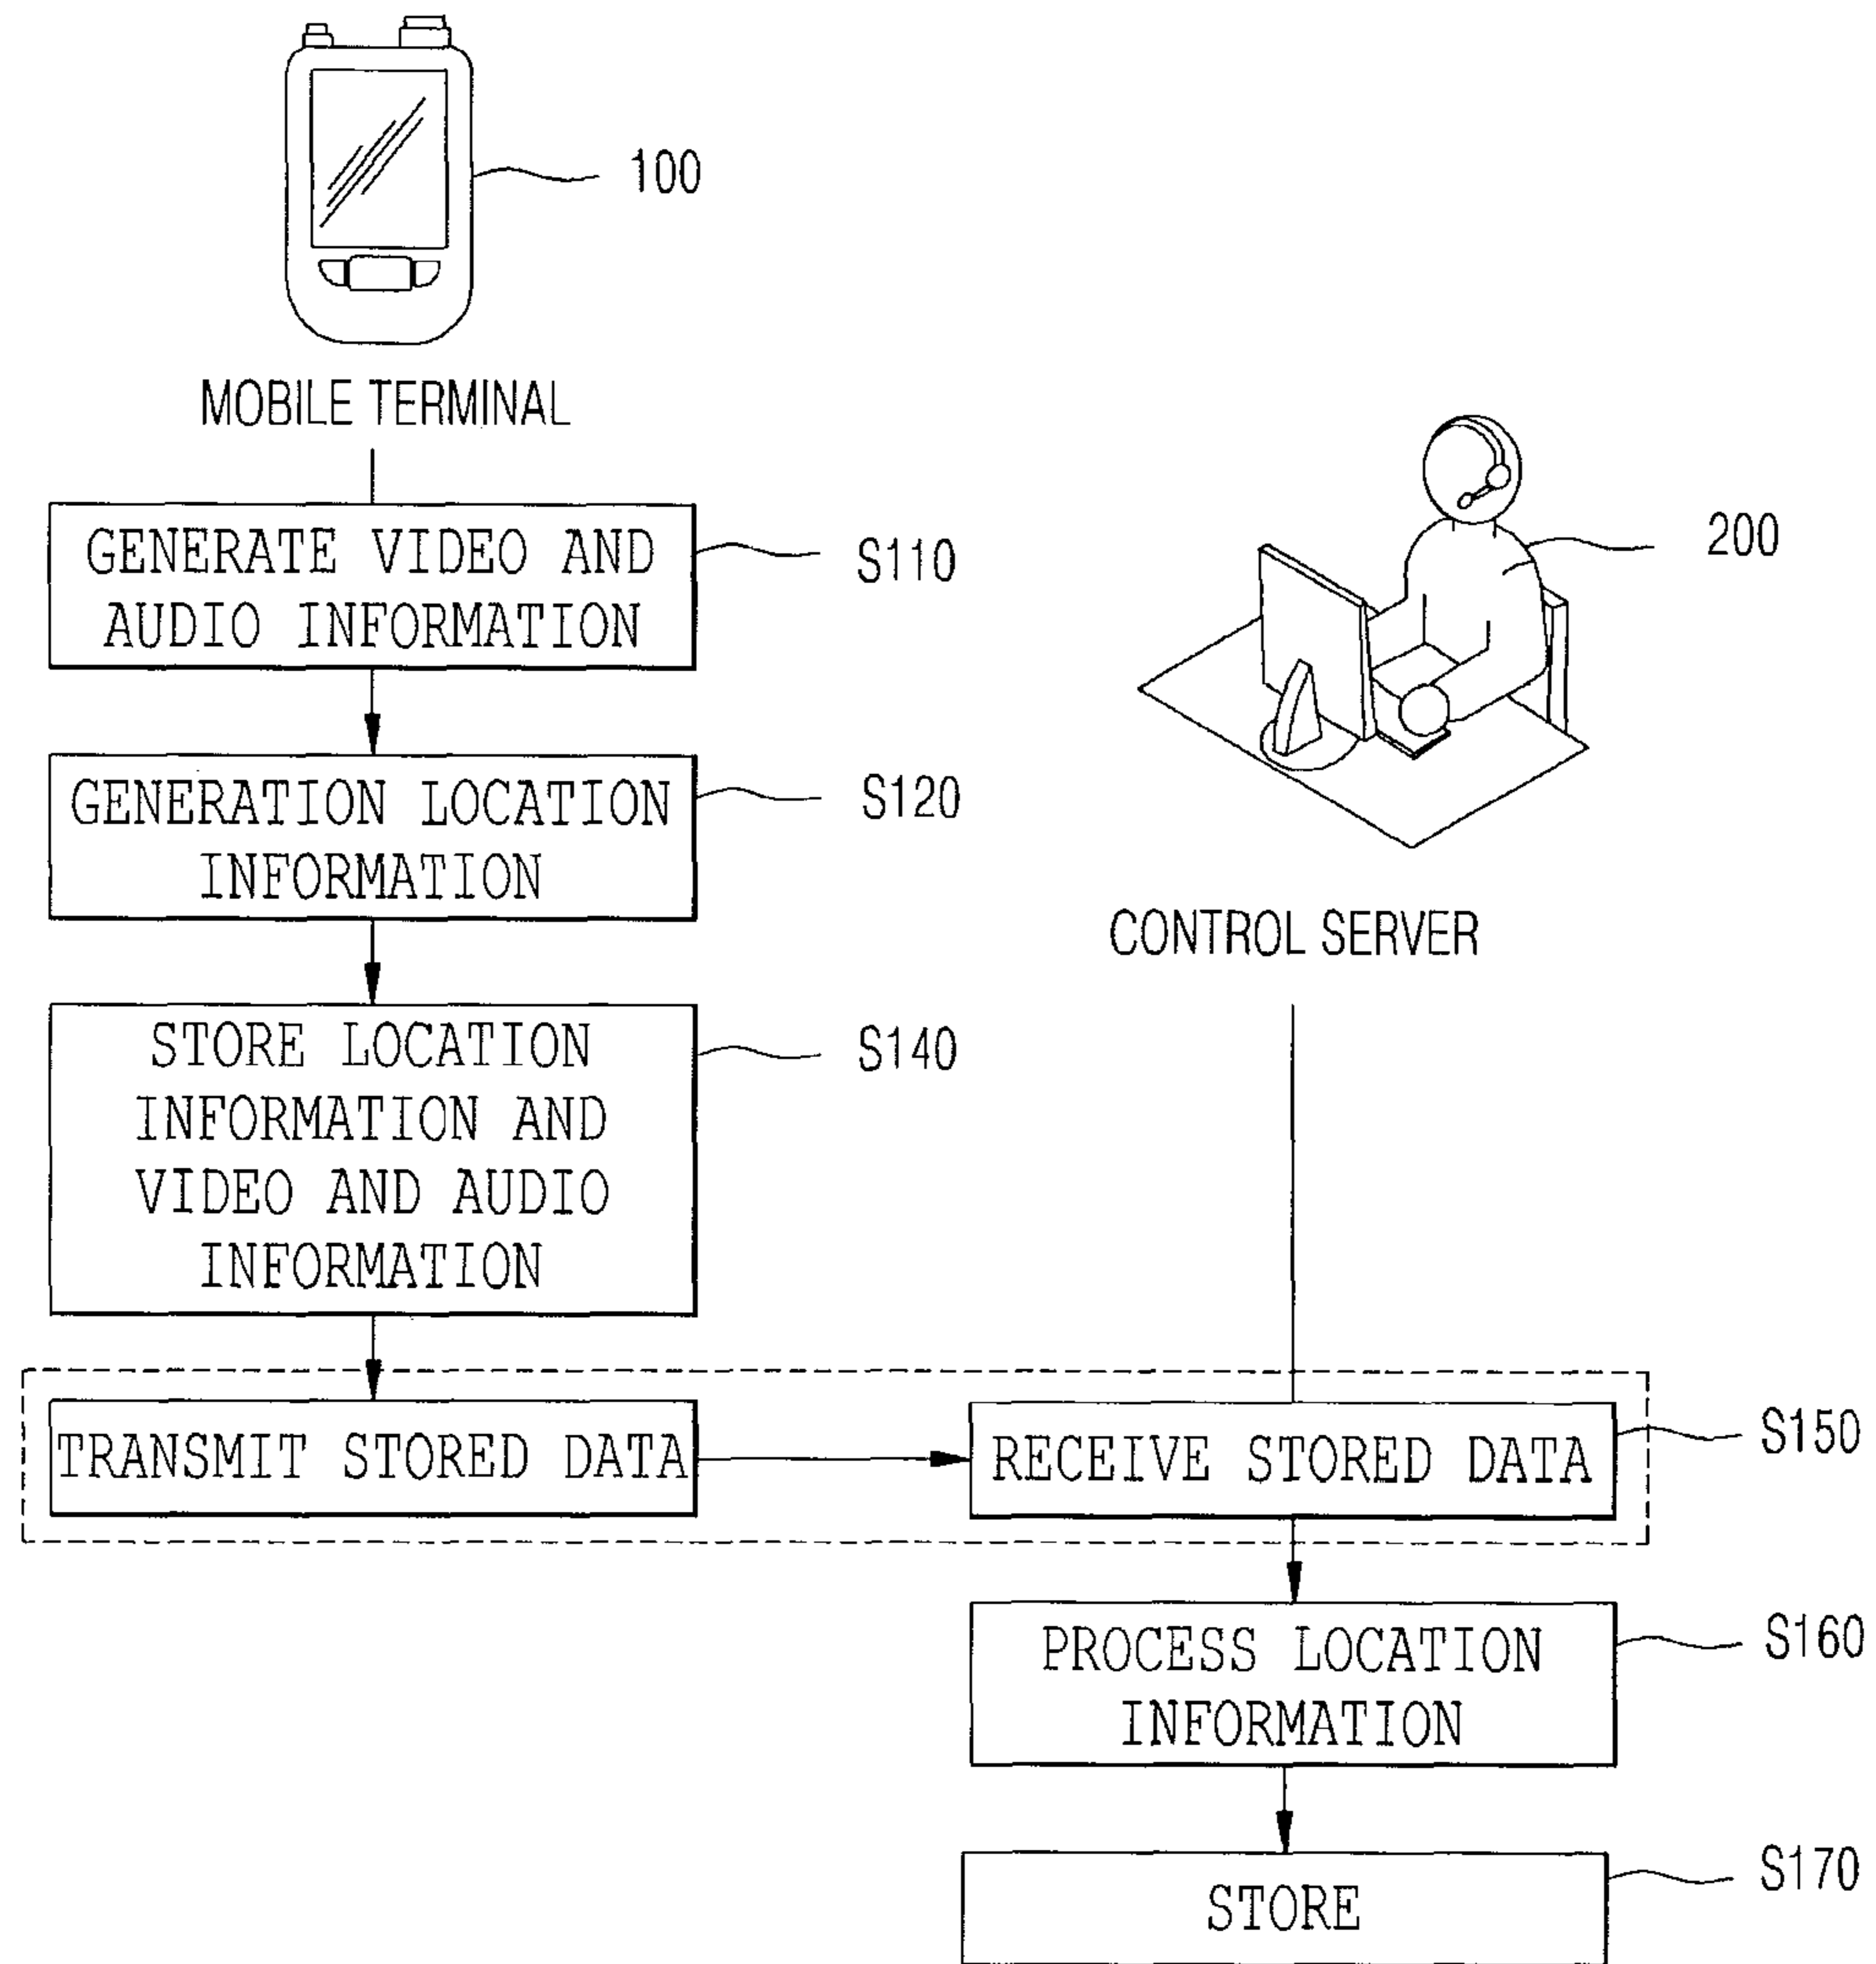 100
MOBILE TERMINAL
GENERATE VIDEO AND
AUDIO INFORMATION
S110
200
GENERATION LOCATION
INFORMATION
S120
CONTROL SERVER
STORE LOCATION
INFORMATION AND
VIDEO AND AUDIO
INFORMATION
S140
TRANSMIT STORED DATA
RECEIVE STORED DATA
S150
PROCESS LOCATION
INFORMATION
S160
STORE
S170